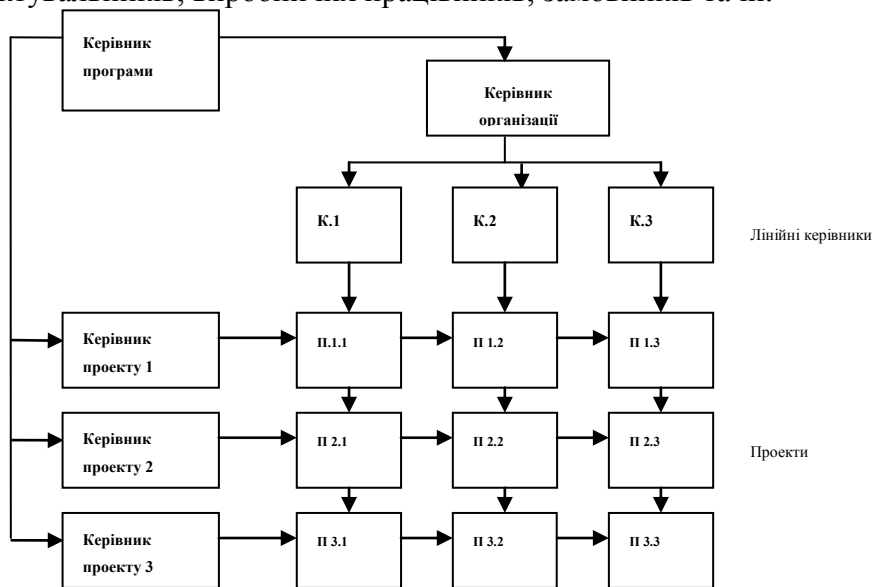 Керівник
програми
Керівник
організації
К.1
К.2
К.3
Лінійні керівники
Керівник
проекту 1
П.1.1
П 1.2
П 1.3
Керівник
проекту 2
П 2.1
П 2.2
П 2.3
Проекти
Керівник
проекту 3
П 3.1
П 3.2
П 3.3